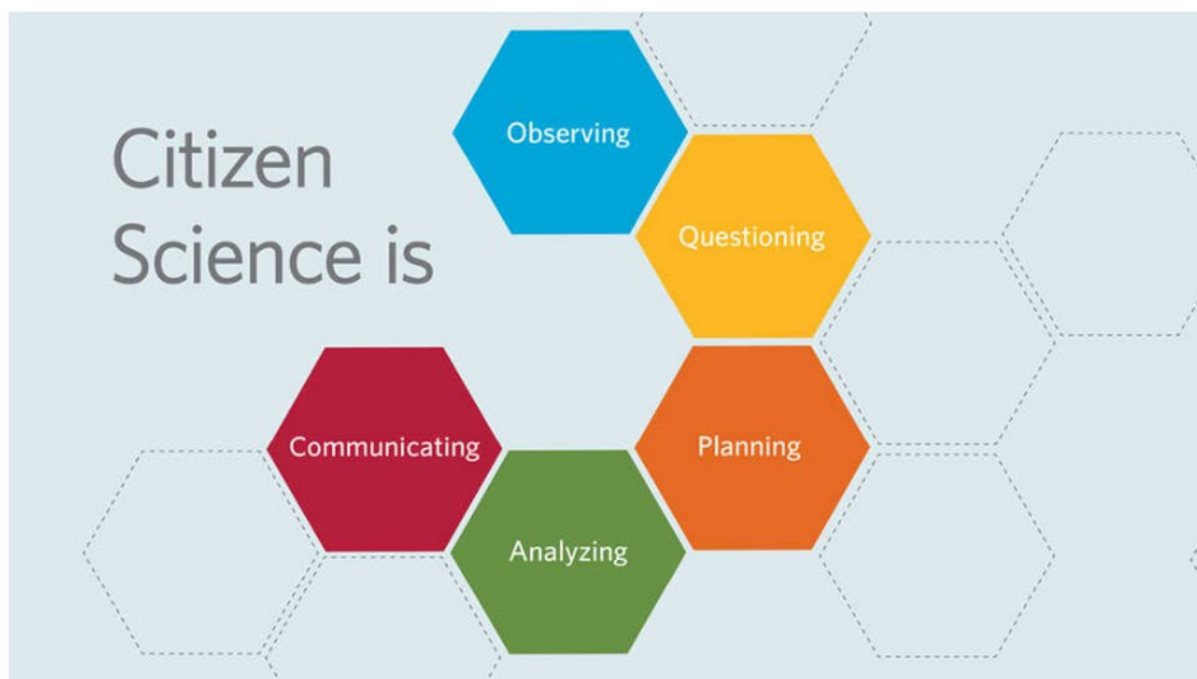 Citizen
Science is
Observing
Questioning
Planning
Analyzing
Communicating